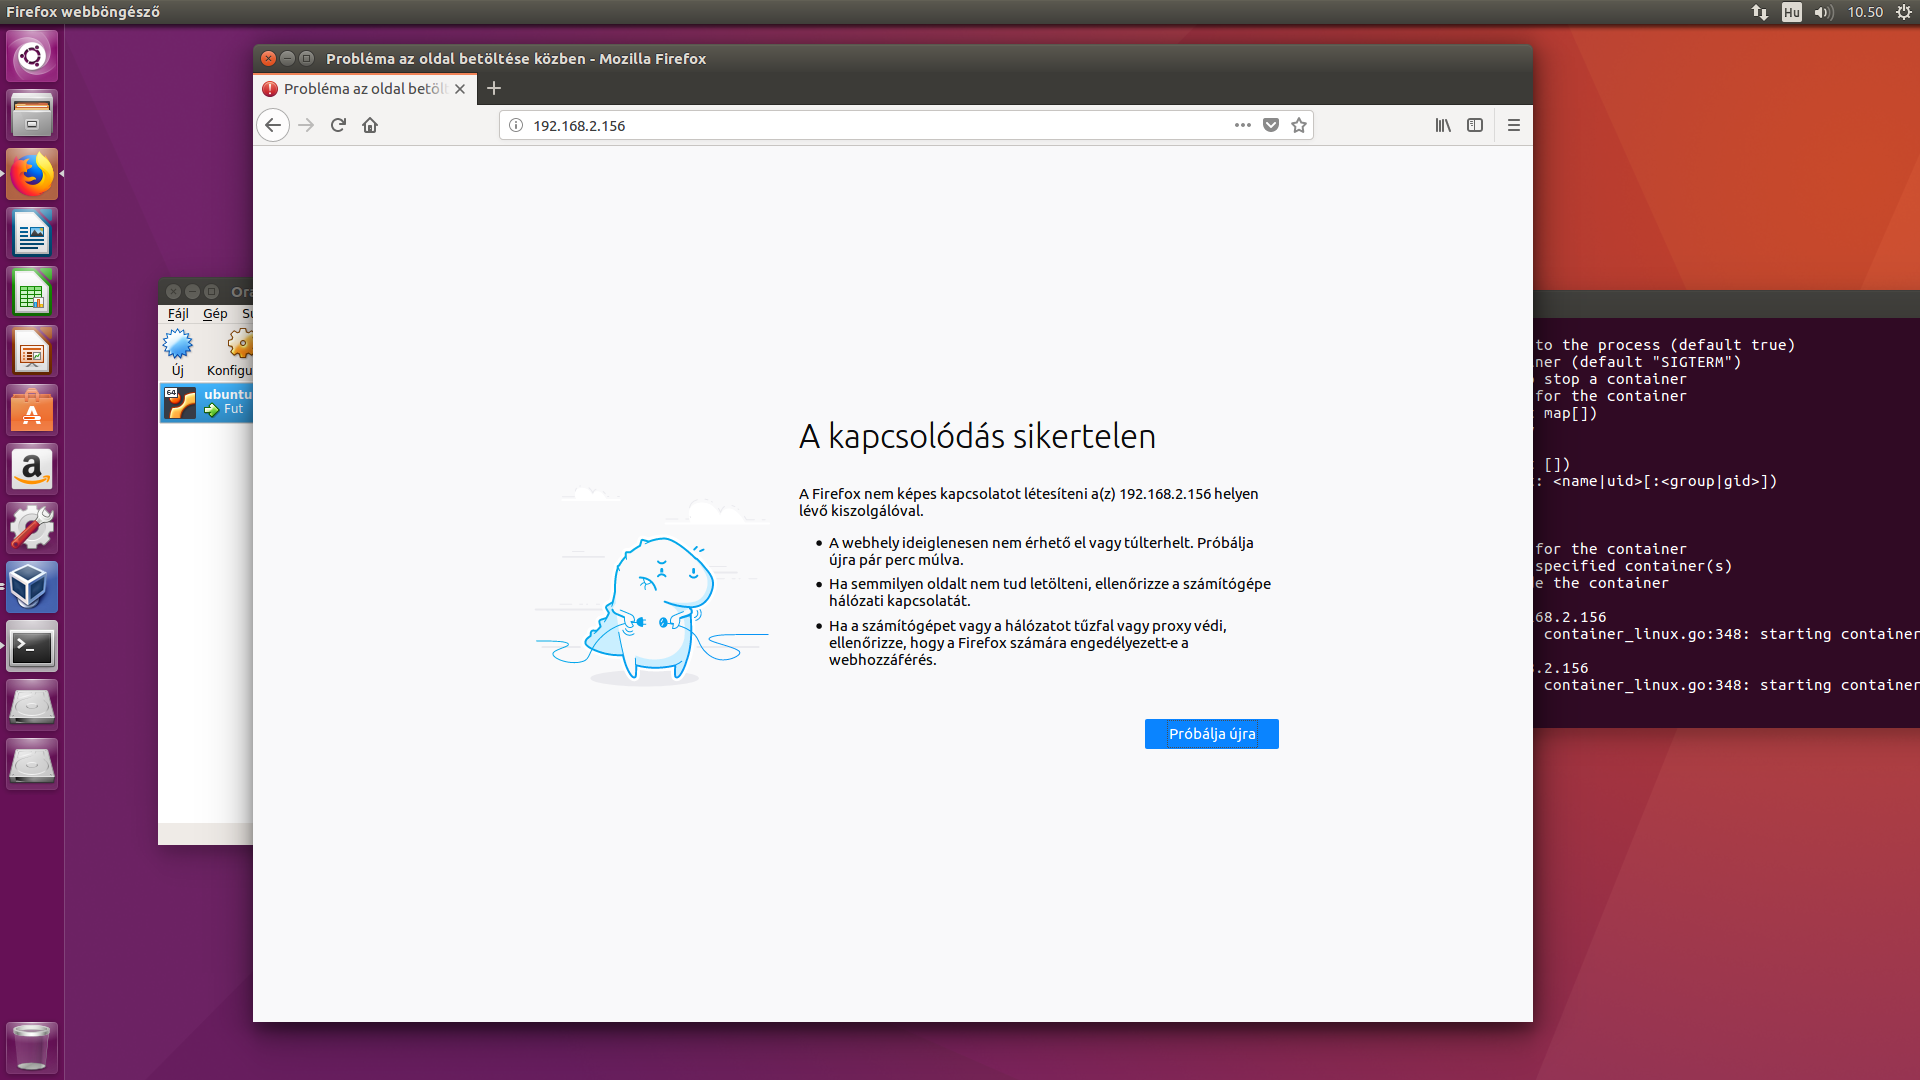 Firefox webböngésző
Hu
10.50
Probléma az oldal betöltése közben - Mozilla Firefox
Probléma az oldal betöl
192.168.2.156
Fájl Gép
Új
ubuntu
64
Fut
A kapcsolódás sikertelen
A Firefox nem képes kapcsolatot létesíteni a(z) 192.168.2.156 helyen
lévő kiszolgálóval.
A webhely ideiglenesen nem érhető el vagy túlterhelt. Próbálja
újra pár perc múlva.
Ha semmilyen oldalt nem tud letölteni, ellenőrizze a számítógépe
hálózati kapcsolatát.
Ha a számítógépet vagy a hálózatot tűzfal vagy proxy védi,
ellenőrizze, hogy a Firefox számára engedélyezett-e a
webhozzáférés.
Próbálja újra
to the process (default true)
ner (default "SIGTERM")
stop a container
for the container
map[])
[])
: <name|uid>[:<group|gid>])
for the container
specified container(s)
e the container
68.2.156
container_linux.go:348: starting container
.2.156
container_linux.go:348: starting container